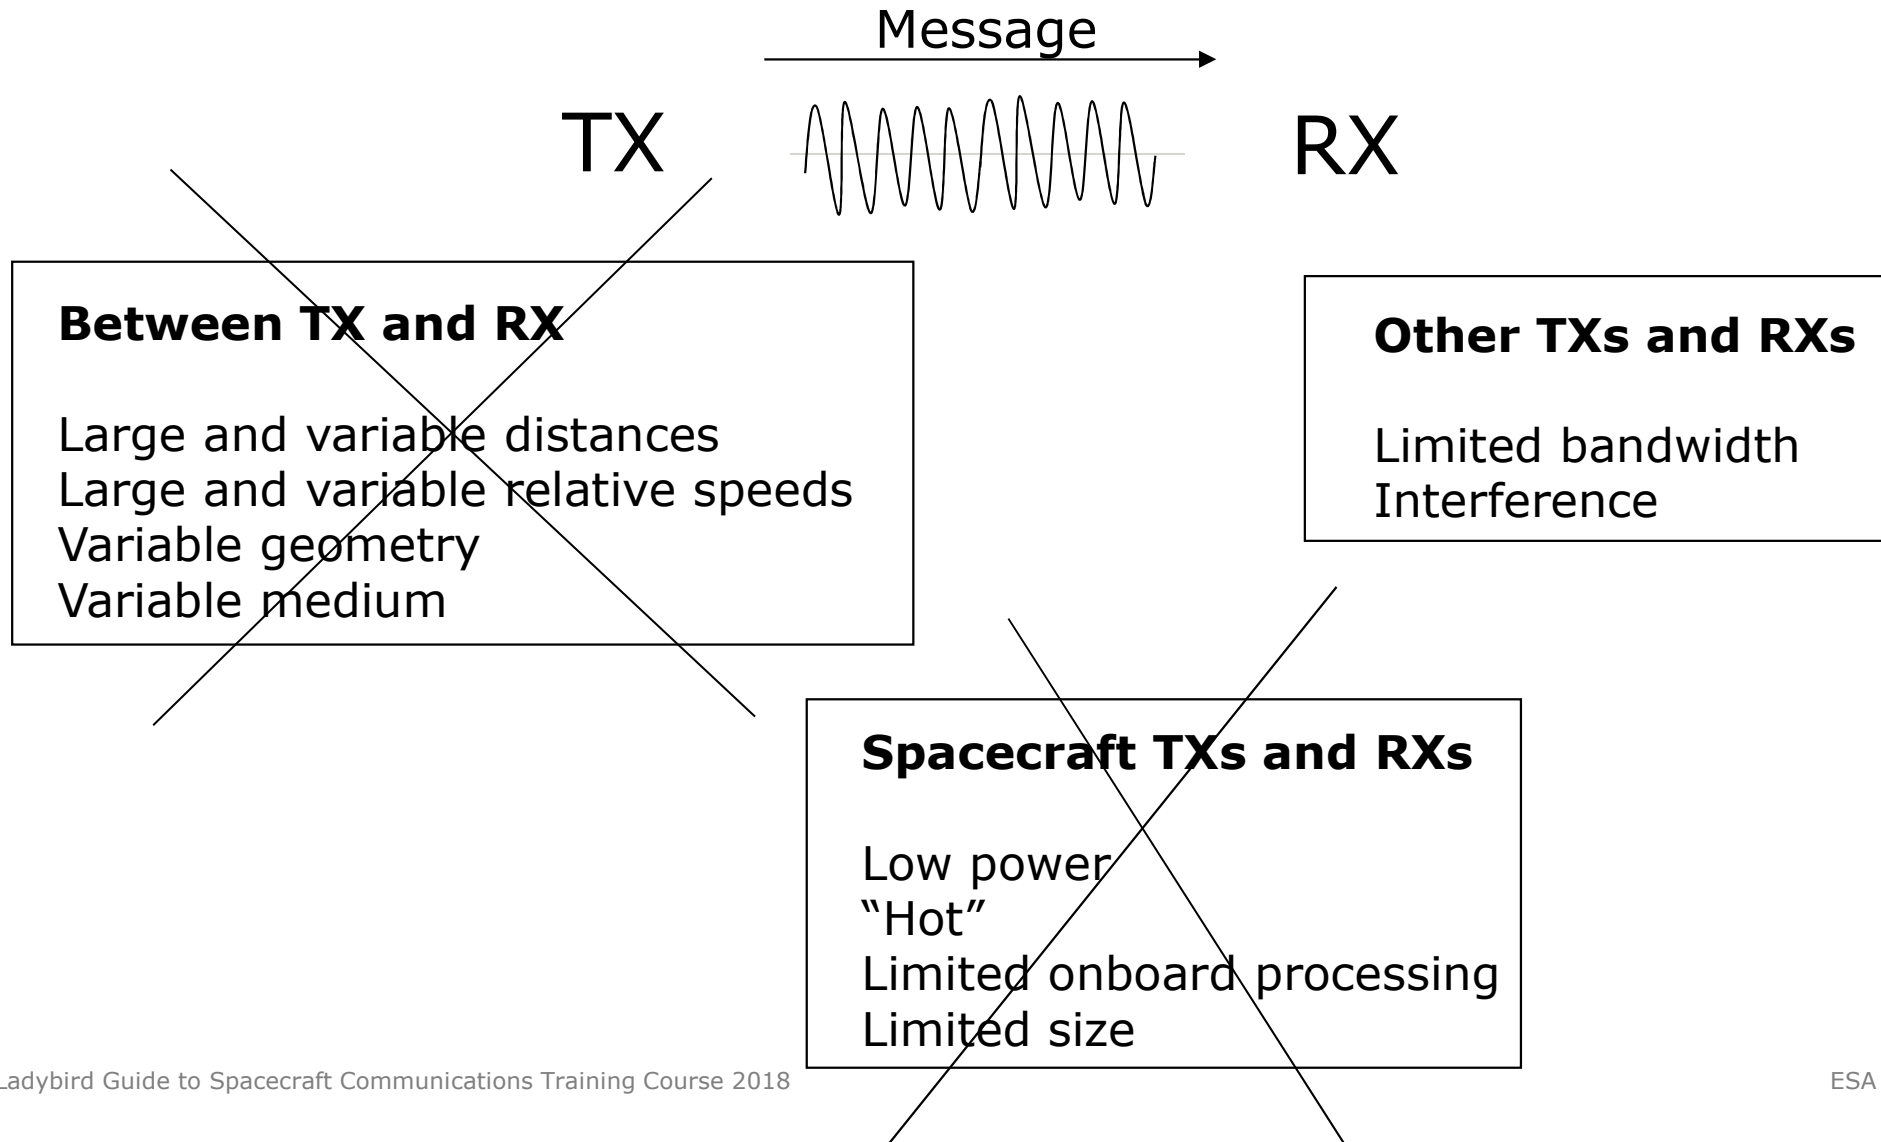 Message
TX
RX
Between TX and RX
Large and variable distances
Large and variable relative speeds
Variable geometry
Variable medium
Other TXs and RXs
Limited bandwidth
Interference
Spacecraft TXs and RXs
Low power
“Hot”
Limited onboard processing
Limited size
Ladybird Guide to Spacecraft Communications Training Course 2018
ESA